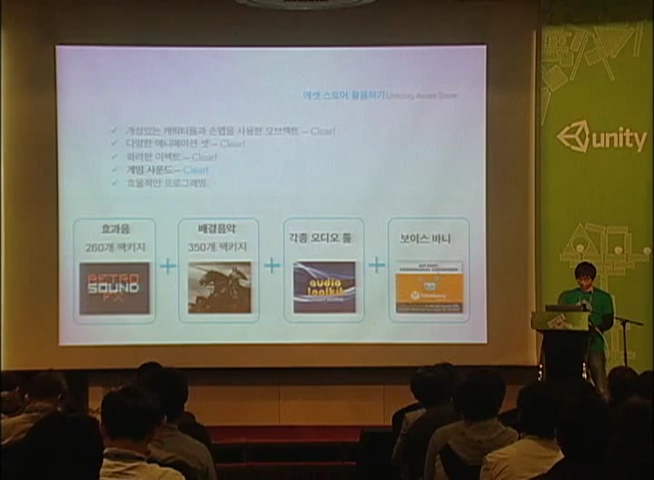 에셋 스토어 활용하기 Utilizing Asset Store
✓ 개성있는 캐릭터들과 소품을 사용한 오브젝트 – Clear!
✓ 다양한 애니메이션 셋 – Clear!
✓ 화려한 이펙트 – Clear!
✓ 게임 사운드 – Clear!
✓ 효율적인 프로그래밍
효과음
260개 팩키지
RETRO
SOUND
FX
+
배경음악
350개 팩키지
+
각종 오디오 툴
audio
toolkit
+
보이스 바니
unity